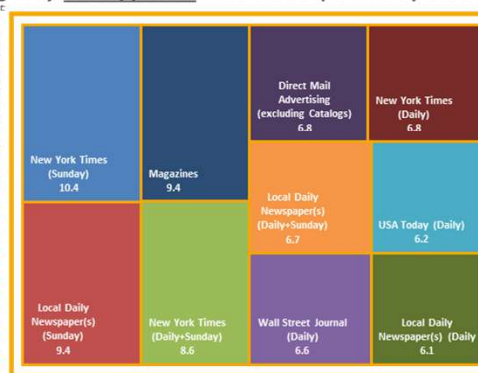 New York Times
(Sunday)
10.4
Magazines
9.4
Direct Mail
Advertising
(excluding Catalogs)
6.8
New York Times
(Daily)
6.8
Local Daily
Newspaper(s)
(Daily+Sunday)
6.7
USA Today (Daily)
6.2
Local Daily
Newspaper(s)
(Sunday)
9.4
New York Times
(Daily+Sunday)
8.6
Wall Street Journal
(Daily)
6.6
Local Daily
Newspaper(s) (Daily
6.1